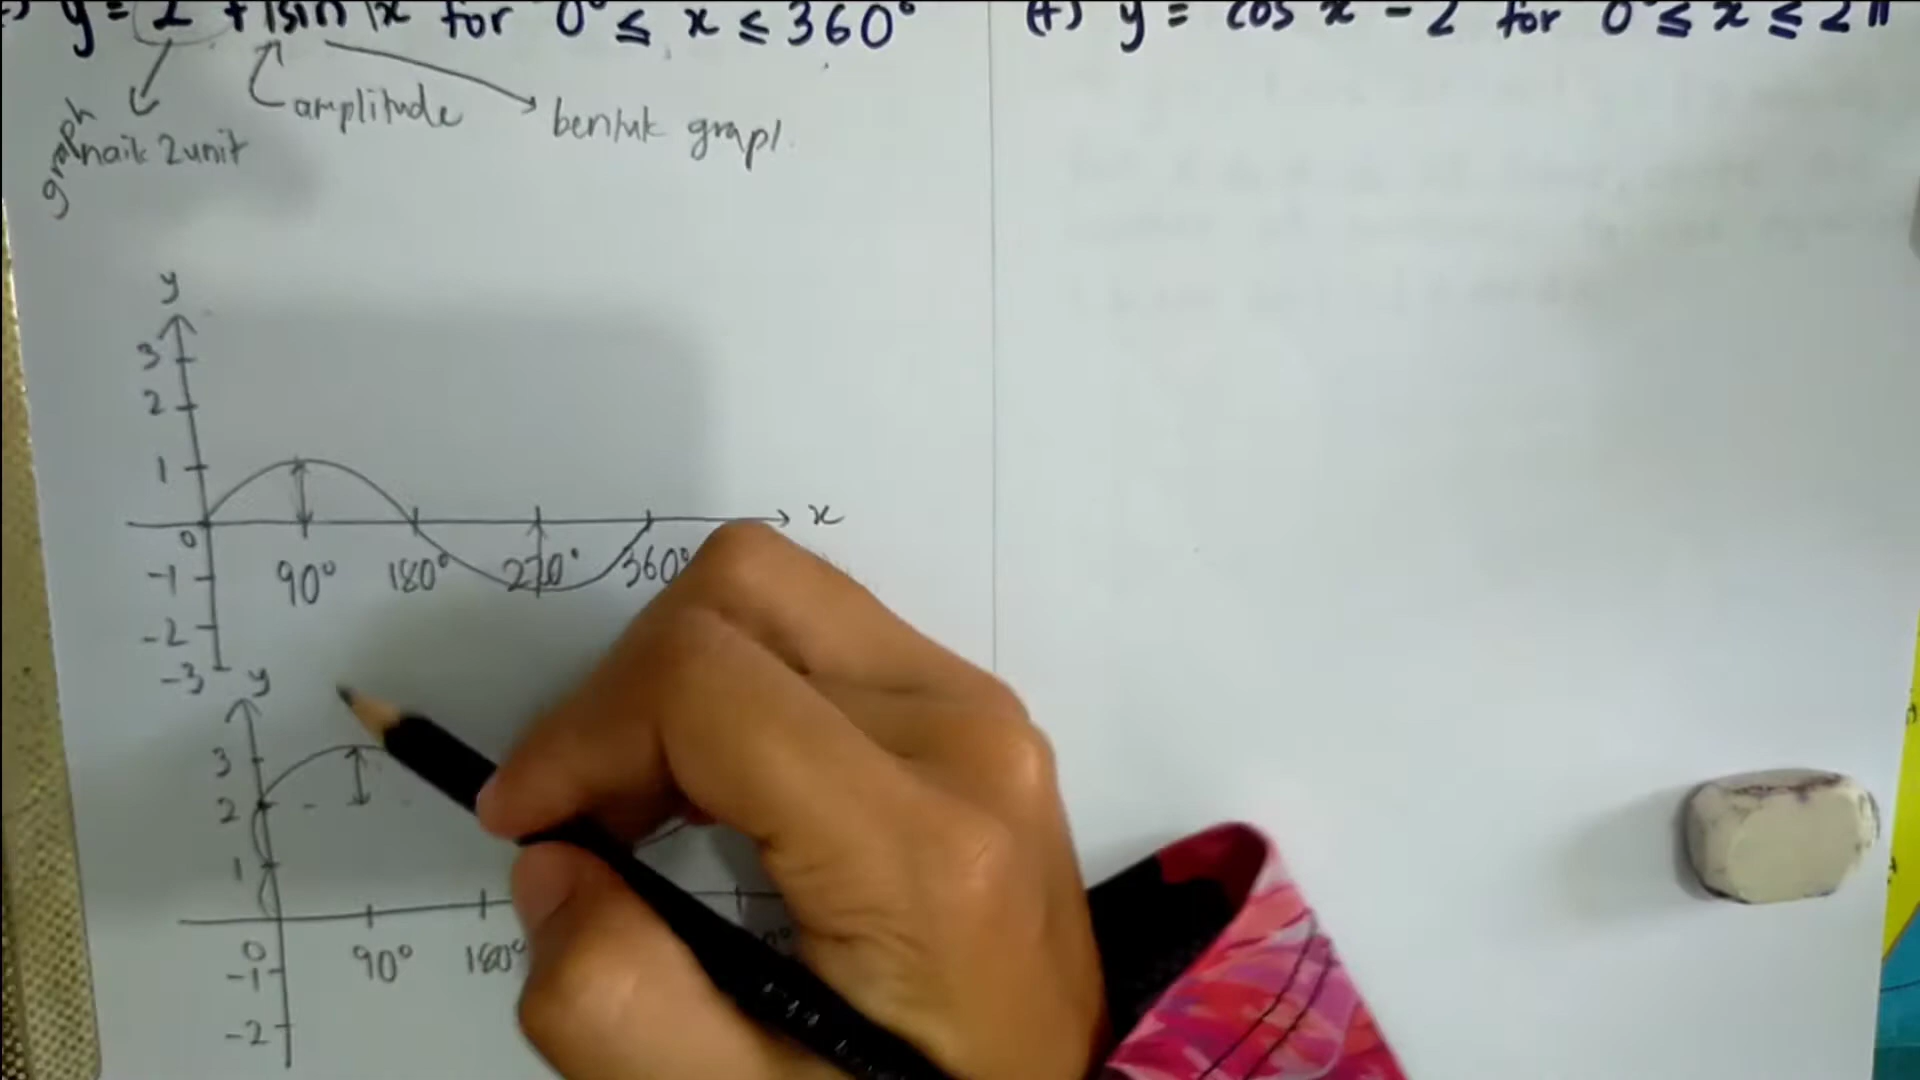 y = 2 + 1sin 1x for 0° ≤ x ≤ 360°
graph naik 2unit
amplitude
bentuk grap
y
3
2
1
0
-1
-2
-3
90° 180° 270° 360°
x
y
3
2
1
0
-1
-2
90° 180°
(f) y = cos x - 2 for 0 ≤ x ≤ 2π